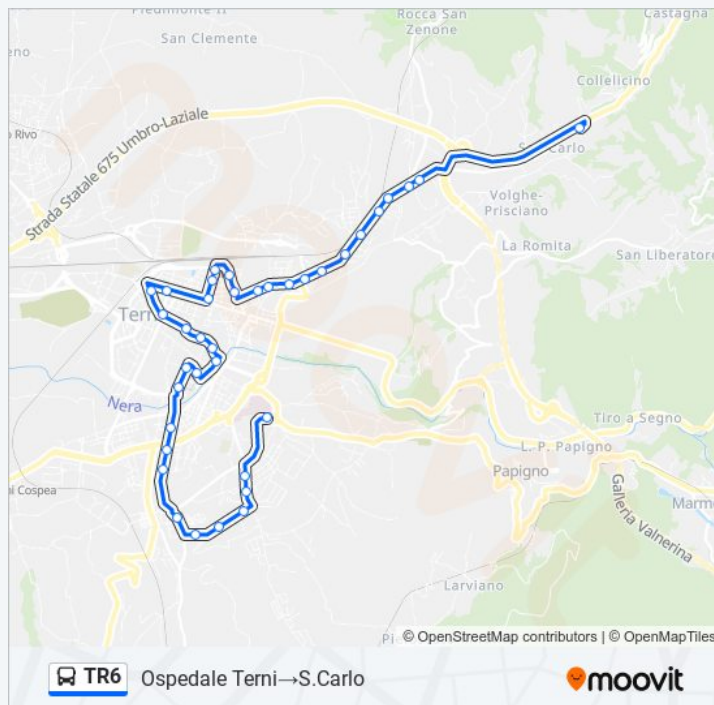 Piedimonte II
Rocca San
Zenone
Castagna
San Clemente
Collelicino
Strada Statale 675 Umbro-Laziale
Rivo
Carlo
Volghe-
Prisciano
La Romita
San Liberatore
Terni
Nera
Tiro a Segno
L. P. Papigno
Papigno
Cospea
Galleria Valnerina
Marmo
Larviano
© OpenStreetMap contributors | © OpenMapTiles
TR6 Ospedale Terni→S.Carlo
moovit